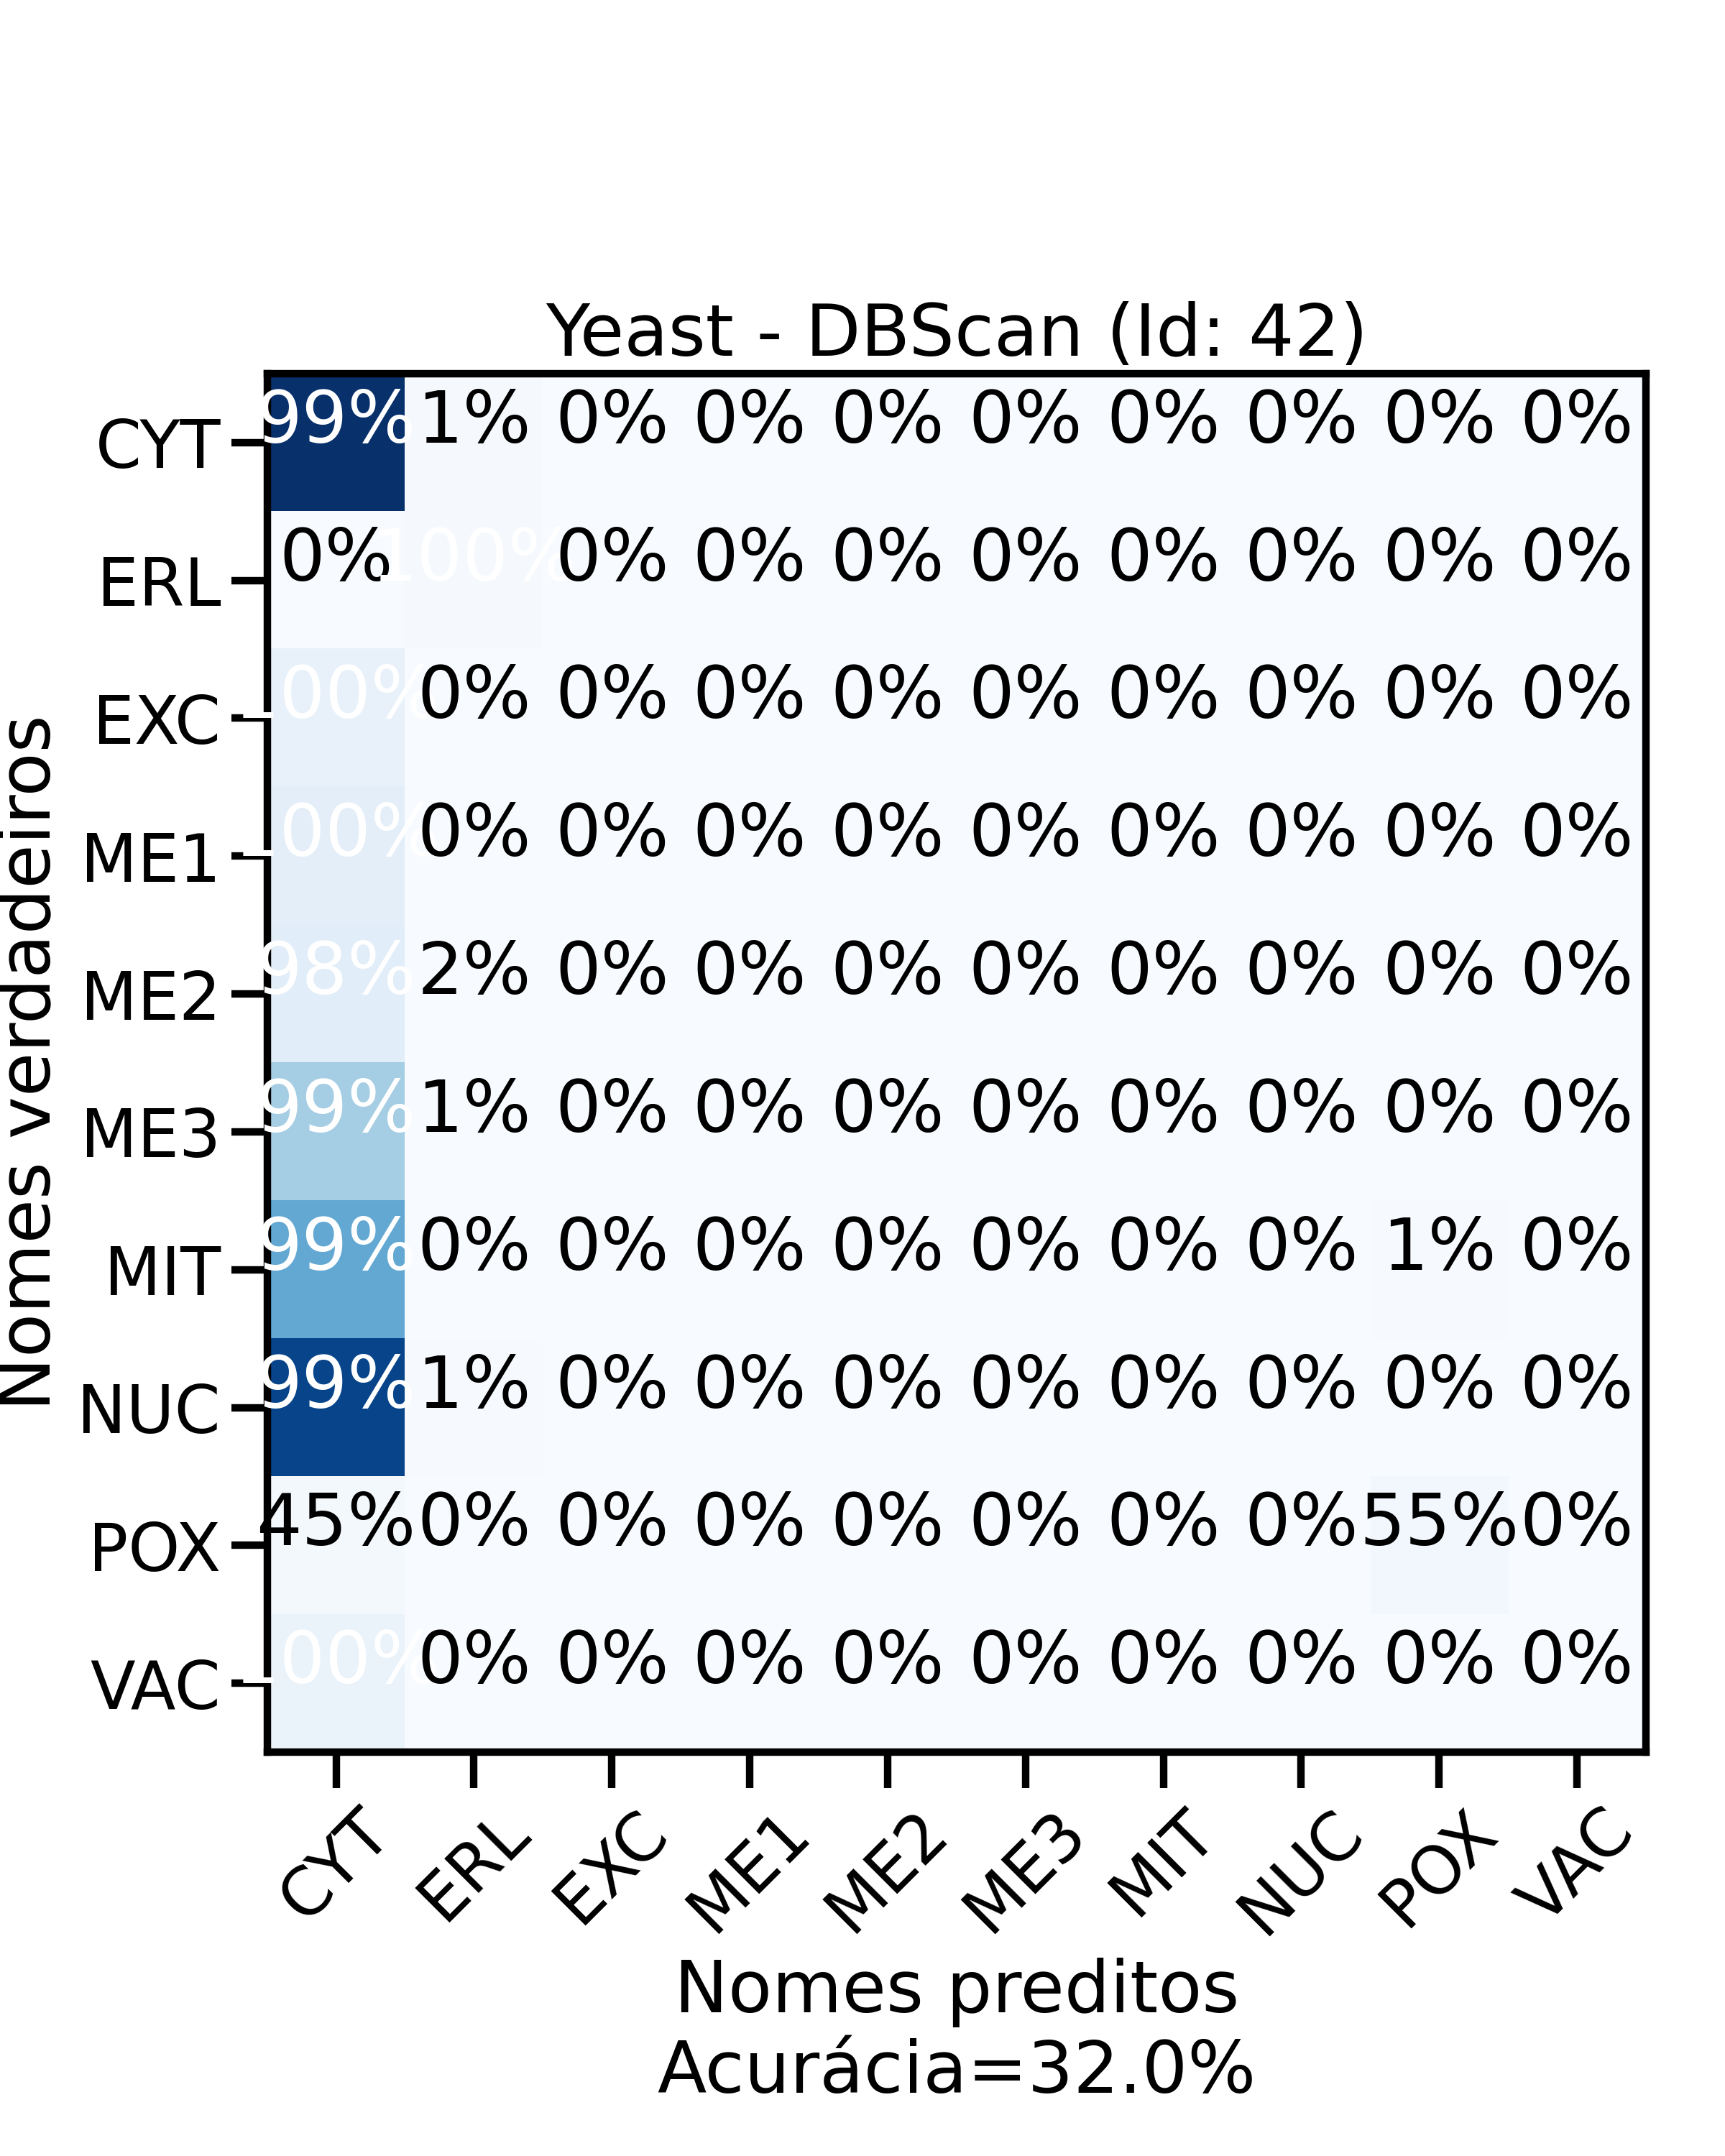 Yeast - DBScan (Id: 42)
Nomes verdadeiros
CYT 99% 1% 0% 0% 0% 0% 0% 0% 0% 0%
ERL 0% 100% 0% 0% 0% 0% 0% 0% 0% 0%
EXC 100% 0% 0% 0% 0% 0% 0% 0% 0% 0%
ME1 100% 0% 0% 0% 0% 0% 0% 0% 0% 0%
ME2 98% 2% 0% 0% 0% 0% 0% 0% 0% 0%
ME3 99% 1% 0% 0% 0% 0% 0% 0% 0% 0%
MIT 99% 0% 0% 0% 0% 0% 0% 0% 1% 0%
NUC 99% 1% 0% 0% 0% 0% 0% 0% 0% 0%
POX 45% 0% 0% 0% 0% 0% 0% 0% 55% 0%
VAC 100% 0% 0% 0% 0% 0% 0% 0% 0% 0%
CYT ERL EXC ME1 ME2 ME3 MIT NUC POX VAC
Nomes preditos
Acurácia=32.0%